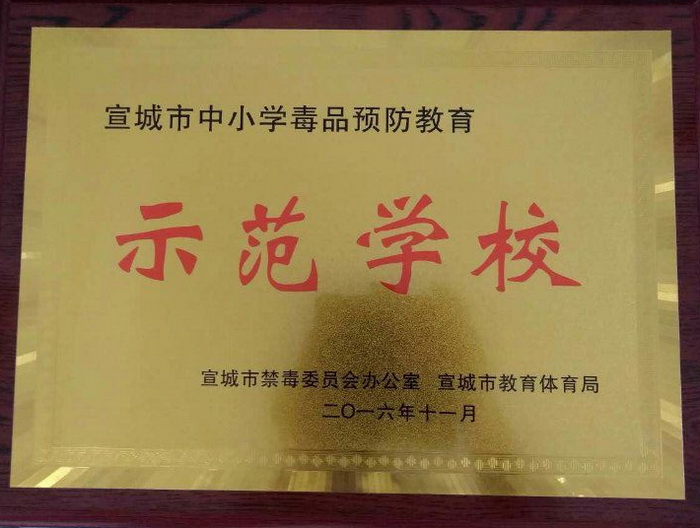 宣城市中小学毒品预防教育
示范学校
宣城市禁毒委员会办公室 宣城市教育体育局
二〇一六年十一月